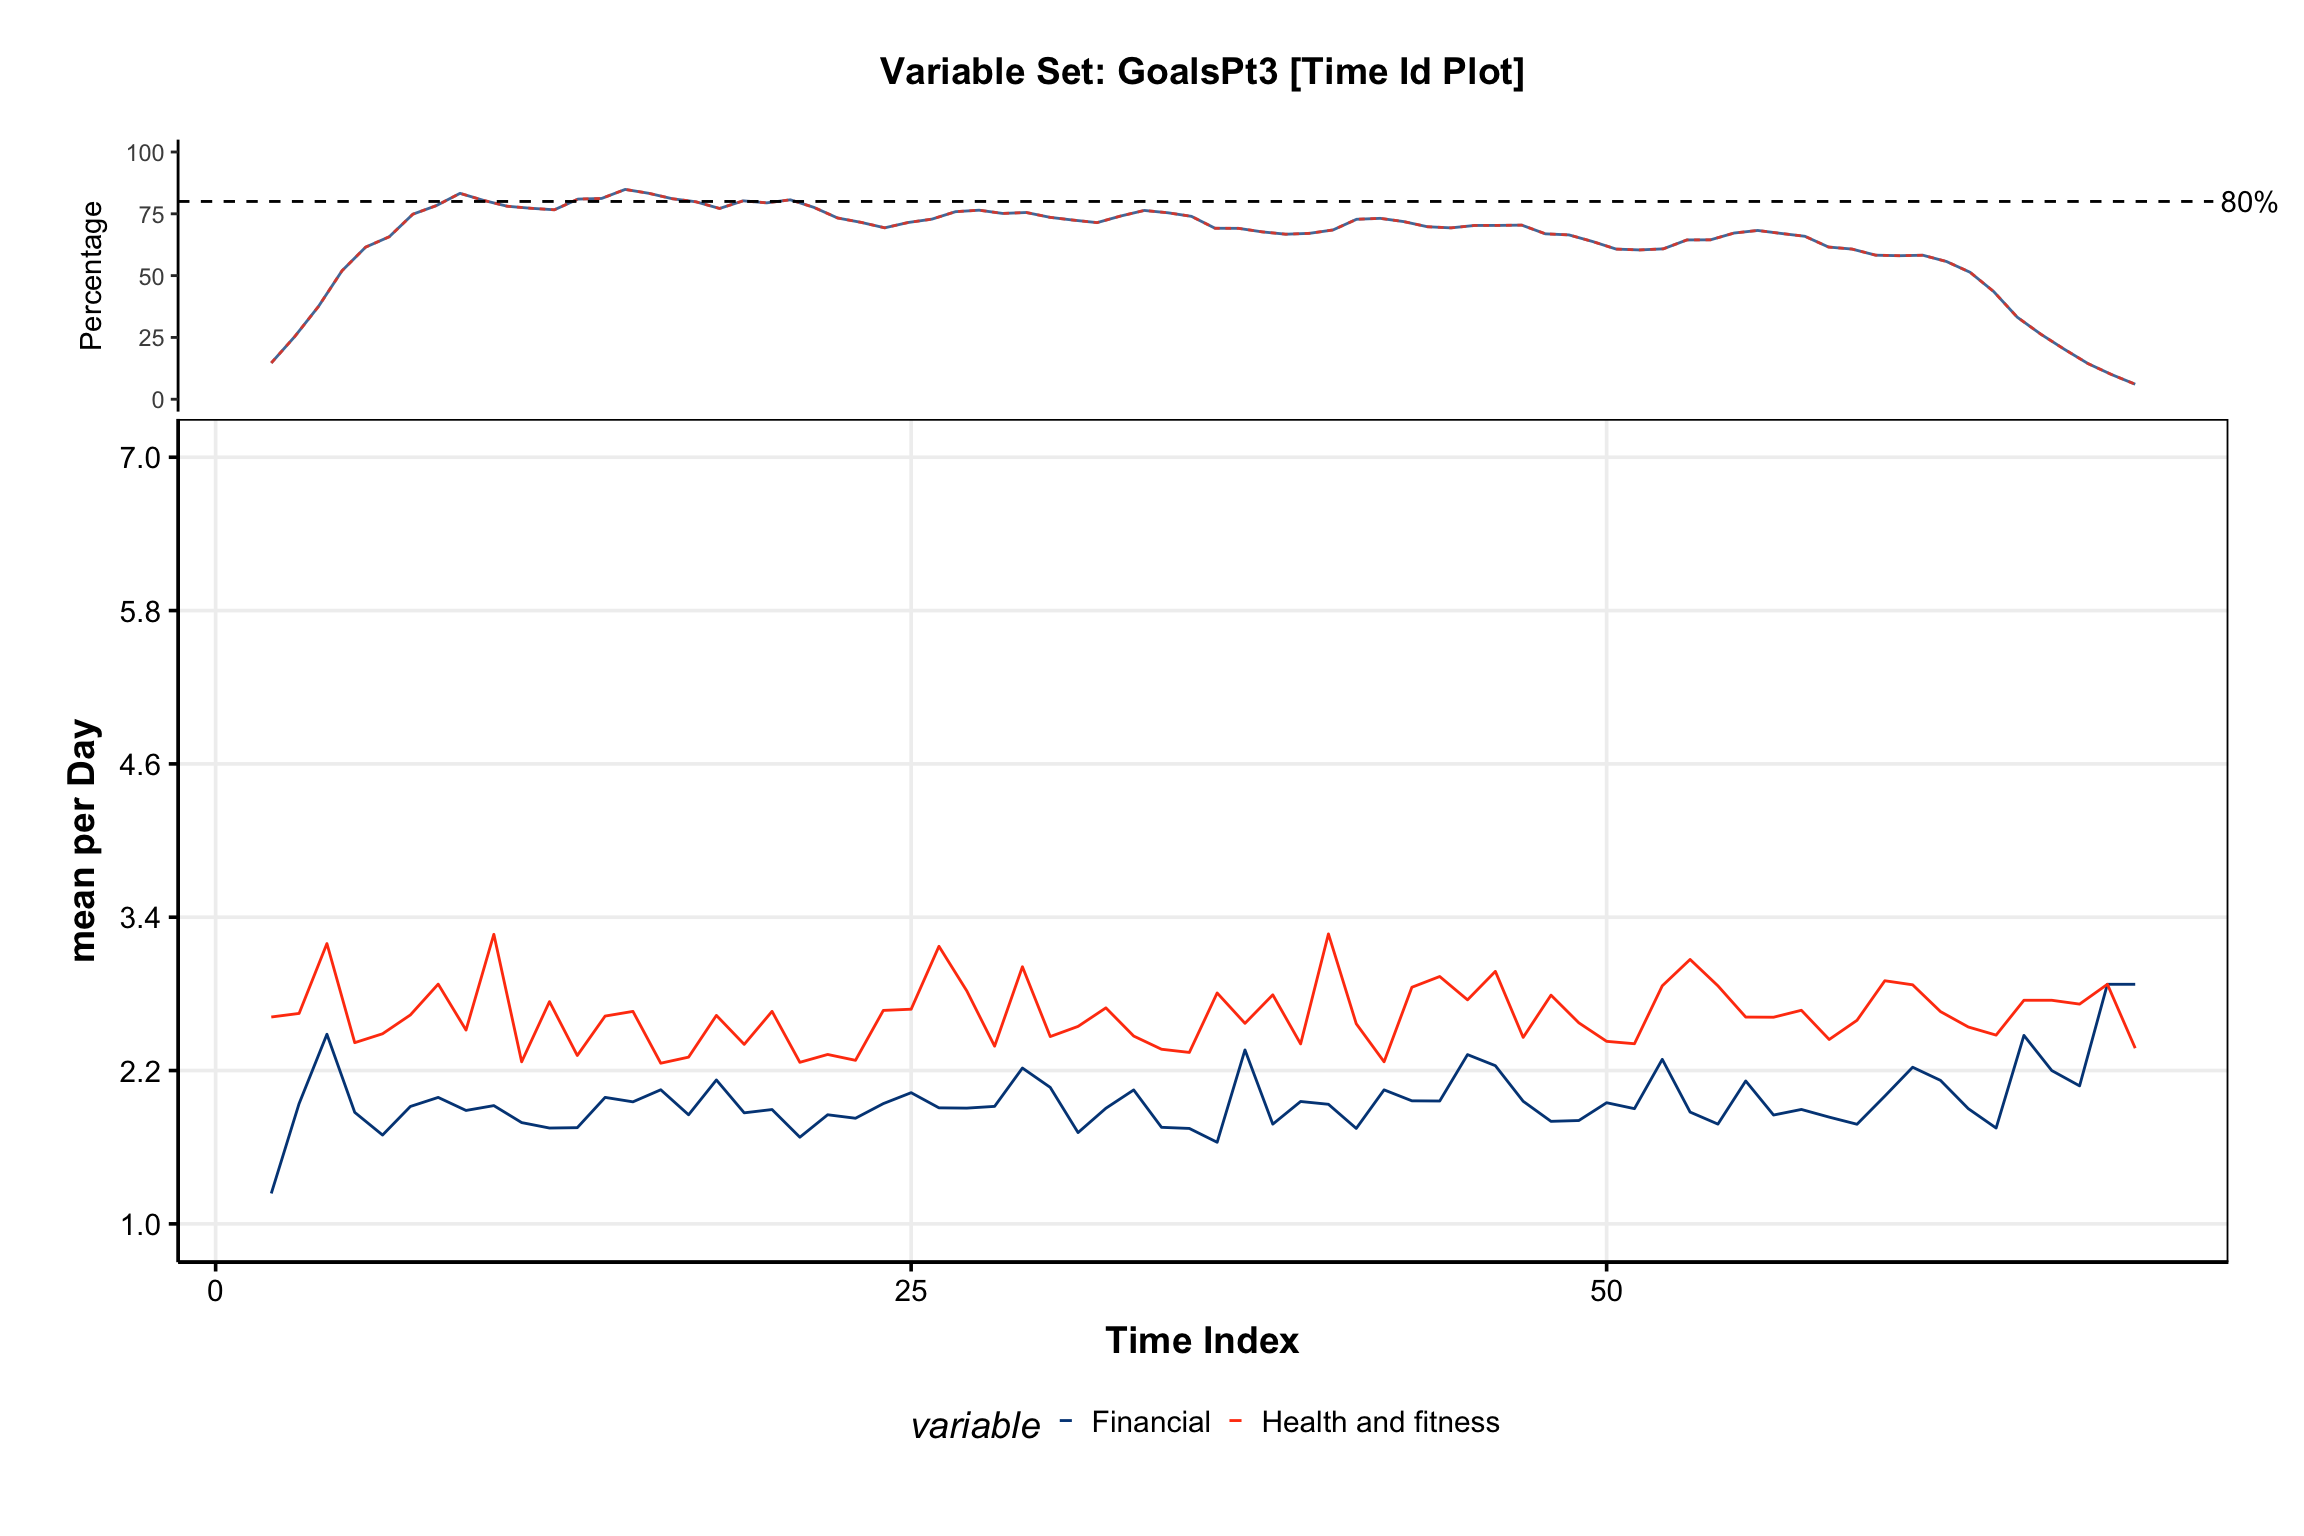 Variable Set: GoalsPt3 [Time Id Plot]
100
75
50
25
0
Percentage
80%
7.0
5.8
4.6
3.4
2.2
1.0
mean per Day
0 25 50
Time Index
variable Financial Health and fitness